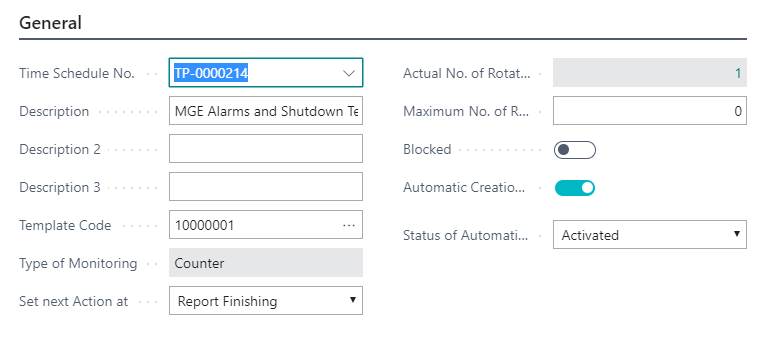 General
Time Schedule No. TP-0000214
Description MGE Alarms and Shutdown Te
Description 2
Description 3
Template Code 10000001 ...
Type of Monitoring Counter
Set next Action at Report Finishing
Actual No. of Rotat... 1
Maximum No. of R... 0
Blocked
Automatic Creatio...
Status of Automati... Activated